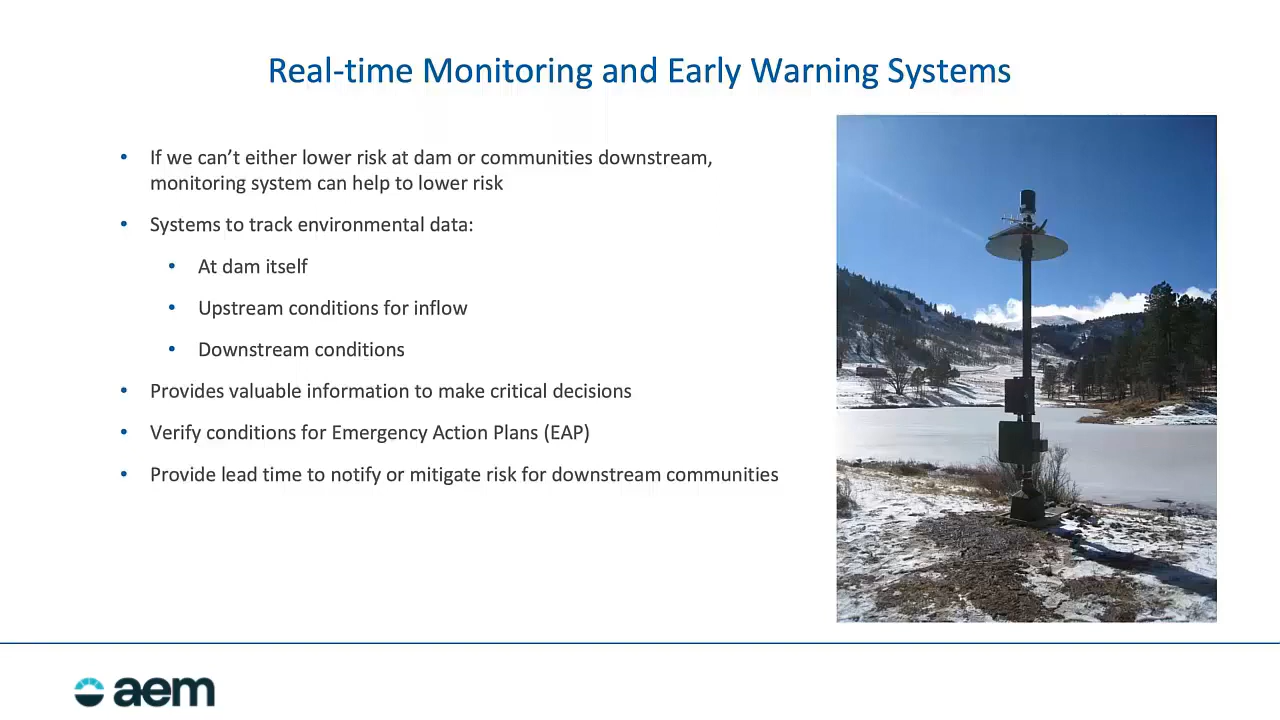 Real-time Monitoring and Early Warning Systems
• If we can’t either lower risk at dam or communities downstream,
monitoring system can help to lower risk
• Systems to track environmental data:
• At dam itself
• Upstream conditions for inflow
• Downstream conditions
• Provides valuable information to make critical decisions
• Verify conditions for Emergency Action Plans (EAP)
• Provide lead time to notify or mitigate risk for downstream communities
aem